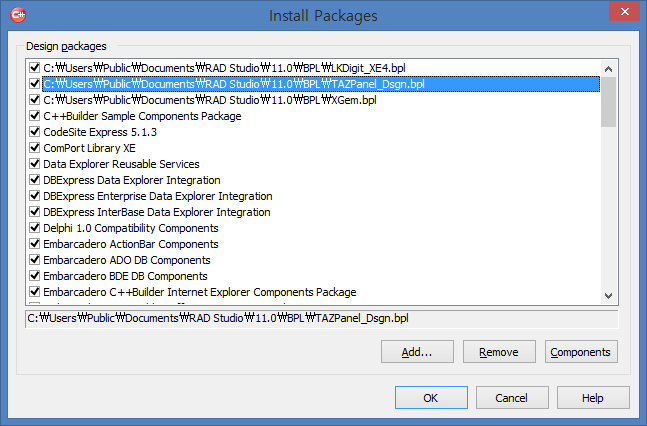 Install Packages
Design packages
C:₩Users₩Public₩Documents₩RAD Studio₩11.0₩BPL₩LKDigit_XE4.bpl
C:₩Users₩Public₩Documents₩RAD Studio₩11.0₩BPL₩TAZPanel_Dsgn.bpl
C:₩Users₩Public₩Documents₩RAD Studio₩11.0₩BPL₩XGem.bpl
C++Builder Sample Components Package
CodeSite Express 5.1.3
ComPort Library XE
Data Explorer Reusable Services
DBExpress Data Explorer Integration
DBExpress Enterprise Data Explorer Integration
DBExpress InterBase Data Explorer Integration
Delphi 1.0 Compatibility Components
Embarcadero ActionBar Components
Embarcadero ADO DB Components
Embarcadero BDE DB Components
Embarcadero C++Builder Internet Explorer Components Package
C:₩Users₩Public₩Documents₩RAD Studio₩11.0₩BPL₩TAZPanel_Dsgn.bpl
Add... Remove Components
OK Cancel Help